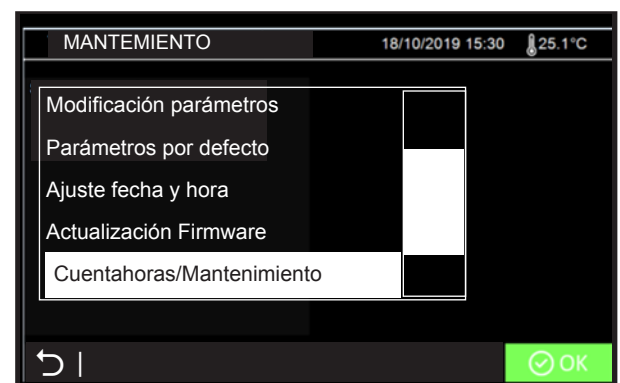 MANTEMIENTO 18/10/2019 15:30 25.1°C
Modificación parámetros
Parámetros por defecto
Ajuste fecha y hora
Actualización Firmware
Cuentahoras/Mantenimiento
OK